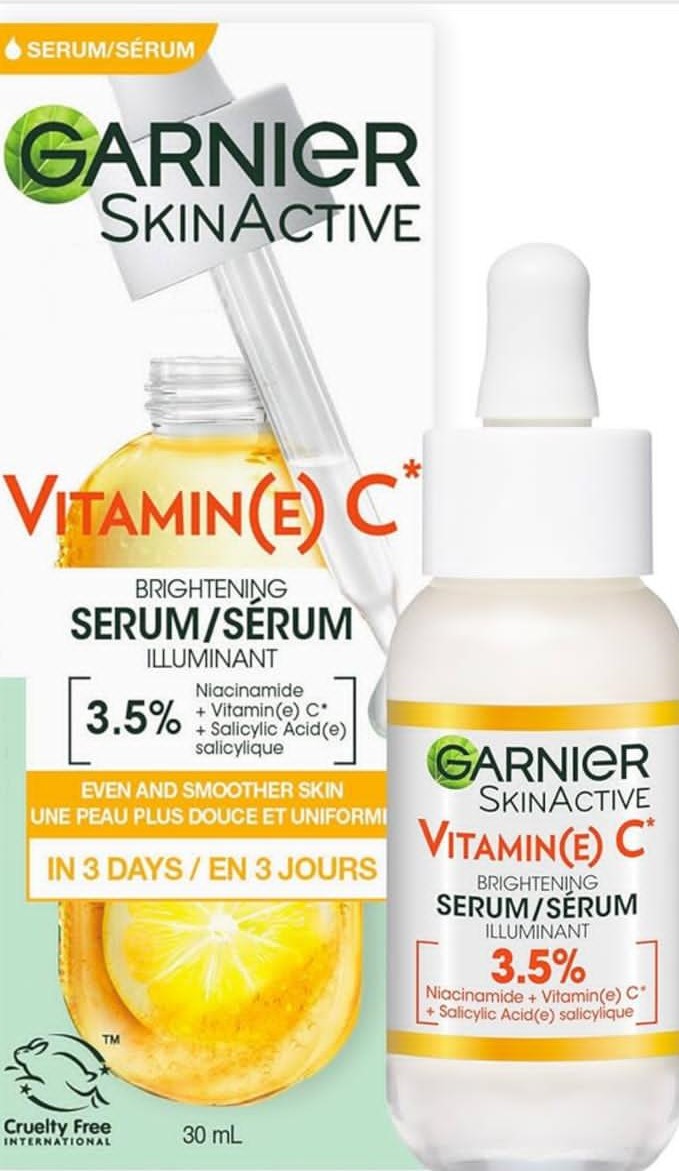 SERUM/SÉRUM
GARNIER
SKINACTIVE
VITAMIN(E) C*
BRIGHTENING
SERUM/SÉRUM
ILLUMINANT
3.5%
Niacinamide
+ Vitamin(e) C*
+ Salicylic Acid(e)
salicylique
EVEN AND SMOOTHER SKIN
UNE PEAU PLUS DOUCE ET UNIFORM
IN 3 DAYS / EN 3 JOURS
TM
Cruelty Free
INTERNATIONAL
30 mL
GARNIER
SKINACTIVE
VITAMIN(E) C*
BRIGHTENING
SERUM/SÉRUM
ILLUMINANT
3.5%
Niacinamide + Vitamin(e) C*
+ Salicylic Acid(e) salicylique